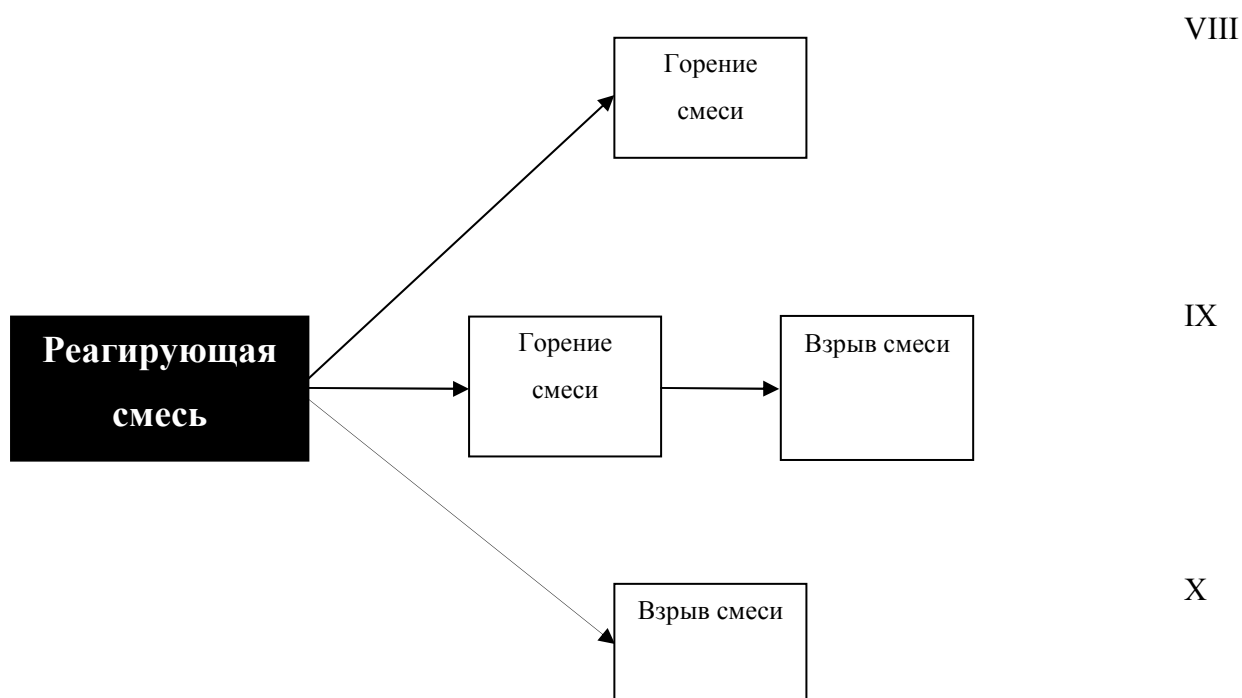 VIII
Горение
смеси
IX
Реагирующая
смесь
Горение
смеси
Взрыв смеси
X
Взрыв смеси